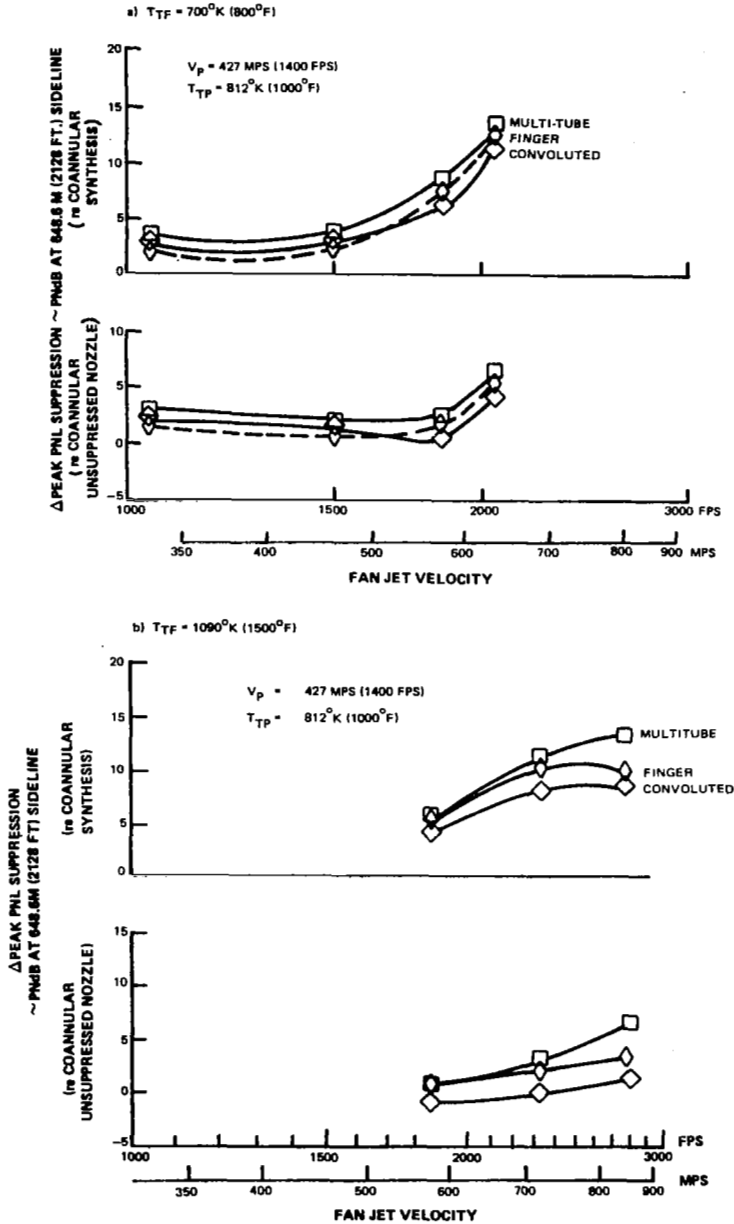 a) T_TF = 700°K (800°F)
V_P = 427 MPS (1400 FPS)
T_TP = 812°K (1000°F)
ΔPEAK PNL SUPPRESSION ~ PNdB AT 648.6 M (2128 FT.) SIDELINE
( re COANNULAR
SYNTHESIS)
20
15
10
5
0
MULTI-TUBE
FINGER
CONVOLUTED
( re COANNULAR
UNSUPPRESSED NOZZLE)
10
5
0
-5
1000
1500
2000
3000 FPS
350
400
500
600
700
800
900 MPS
FAN JET VELOCITY
b) T_TF = 1090°K (1500°F)
V_P = 427 MPS (1400 FPS)
T_TP = 812°K (1000°F)
ΔPEAK PNL SUPPRESSION
~ PNdB AT 648.6M (2128 FT) SIDELINE
(re COANNULAR
SYNTHESIS)
20
15
10
5
0
MULTITUBE
FINGER
CONVOLUTED
(re COANNULAR
UNSUPPRESSED NOZZLE)
15
10
5
0
-5
1000
1500
2000
3000
FPS
350
400
500
600
700
800
900
MPS
FAN JET VELOCITY